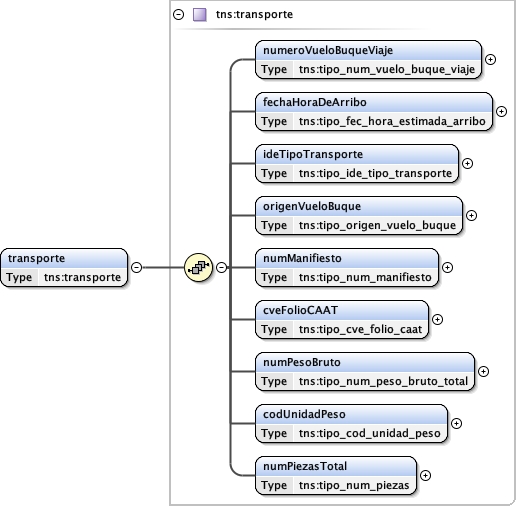 tns:transporte
numeroVueloBuqueViaje
Type tns:tipo_num_vuelo_buque_viaje
fechaHoraDeArribo
Type tns:tipo_fec_hora_estimada_arribo
ideTipoTransporte
Type tns:tipo_ide_tipo_transporte
origenVueloBuque
Type tns:tipo_origen_vuelo_buque
transporte
Type tns:transporte
numManifiesto
Type tns:tipo_num_manifiesto
cveFolioCAAT
Type tns:tipo_cve_folio_caat
numPesoBruto
Type tns:tipo_num_peso_bruto_total
codUnidadPeso
Type tns:tipo_cod_unidad_peso
numPiezasTotal
Type tns:tipo_num_piezas